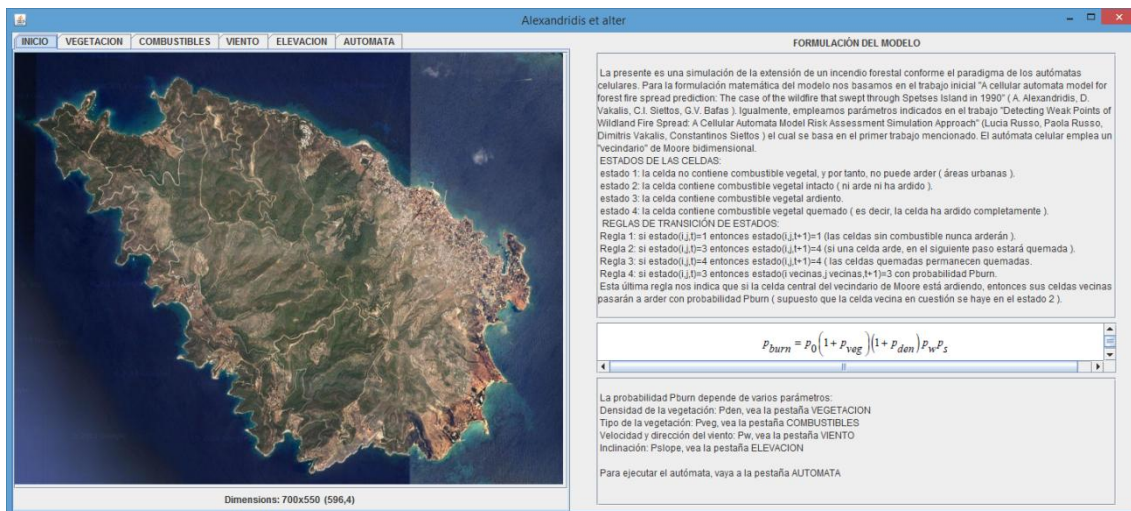 Alexandridis et alter
INICIO VEGETACION COMBUSTIBLES VIENTO ELEVACION AUTOMATA
Dimensions: 700x550 (596,4)
FORMULACIÒN DEL MODELO
La presente es una simulación de la extensión de un incendio forestal conforme el paradigma de los autómatas
celulares. Para la formulación matemática del modelo nos basamos en el trabajo inicial "A cellular automata model for
forest fire spread prediction: The case of the wildfire that swept through Spetses Island in 1990" ( A. Alexandridis, D.
Vakalis, C.I. Siettos, G.V. Bafas ). Igualmente, empleamos parámetros indicados en el trabajo "Detecting Weak Points of
Wildland Fire Spread: A Cellular Automata Model Risk Assessment Simulation Approach" (Lucia Russo, Paola Russo,
Dimitris Vakalis, Constantinos Siettos ) el cual se basa en el primer trabajo mencionado. El autómata celular emplea un
"vecindario" de Moore bidimensional.
ESTADOS DE LAS CELDAS:
estado 1: la celda no contiene combustible vegetal, y por tanto, no puede arder ( áreas urbanas ).
estado 2: la celda contiene combustible vegetal intacto ( ni arde ni ha ardido ).
estado 3: la celda contiene combustible vegetal ardiento.
estado 4: la celda contiene combustible vegetal quemado ( es decir, la celda ha ardido completamente ).
REGLAS DE TRANSICIÓN DE ESTADOS:
Regla 1: si estado(i,j,t)=1 entonces estado(i,j,t+1)=1 (las celdas sin combustible nunca arderán ).
Regla 2: si estado(i,j,t)=3 entonces estado(i,j,t+1)=4 (si una celda arde, en el siguiente paso estará quemada ).
Regla 3: si estado(i,j,t)=4 entonces estado(i,j,t+1)=4 ( las celdas quemadas permanecen quemadas.
Regla 4: si estado(i,j,t)=3 entonces estado(i vecinas,j vecinas,t+1)=3 con probabilidad Pburn.
Esta última regla nos indica que si la celda central del vecindario de Moore está ardiendo, entonces sus celdas vecinas
pasarán a arder con probabilidad Pburn ( supuesto que la celda vecina en cuestión se haye en el estado 2 ).
p_burn = p_0(1 + p_veg)(1 + p_den)p_w p_s
La probabilidad Pburn depende de varios parámetros:
Densidad de la vegetación: Pden, vea la pestaña VEGETACION
Tipo de la vegetación: Pveg, vea la pestaña COMBUSTIBLES
Velocidad y dirección del viento: Pw, vea la pestaña VIENTO
Inclinación: Pslope, vea la pestaña ELEVACION
Para ejecutar el autómata, vaya a la pestaña AUTOMATA